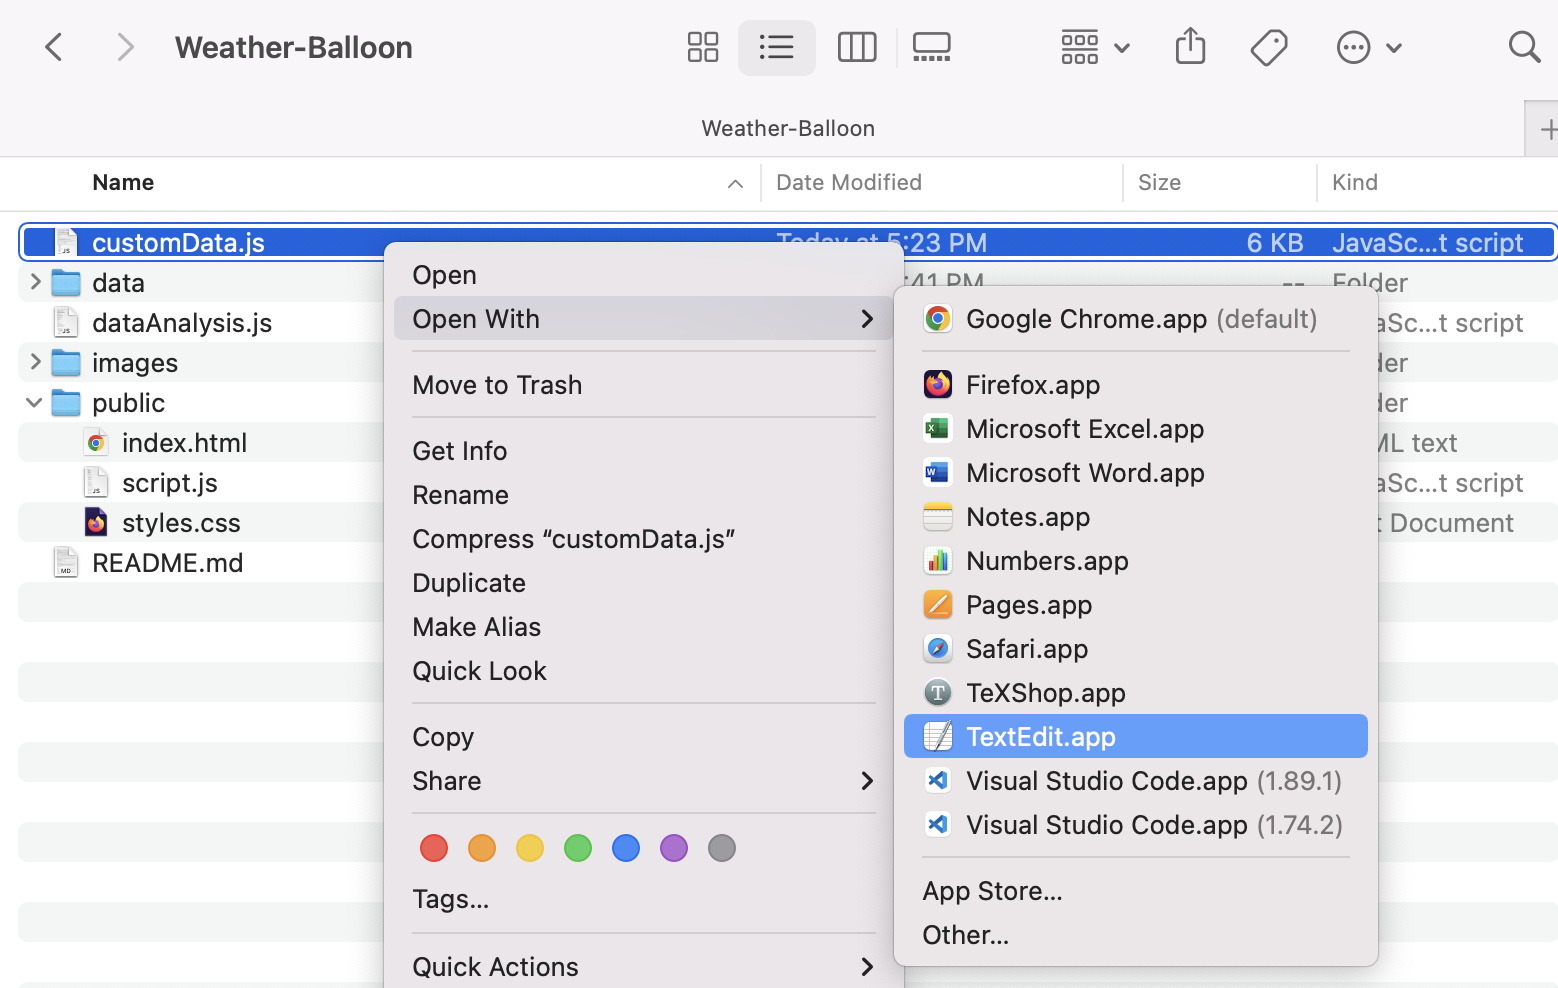 Weather-Balloon
Weather-Balloon
Name Date Modified Size Kind
customData.js Today at 5:23 PM 6 KB JavaSc...t script
data :41 PM -- Folder
dataAnalysis.js aSc...t script
images der
public der
index.html ML text
script.js aSc...t script
styles.css t Document
README.md
Open
Open With
Move to Trash
Get Info
Rename
Compress “customData.js”
Duplicate
Make Alias
Quick Look
Copy
Share
Tags...
Quick Actions
Google Chrome.app (default)
Firefox.app
Microsoft Excel.app
Microsoft Word.app
Notes.app
Numbers.app
Pages.app
Safari.app
TeXShop.app
TextEdit.app
Visual Studio Code.app (1.89.1)
Visual Studio Code.app (1.74.2)
App Store...
Other...